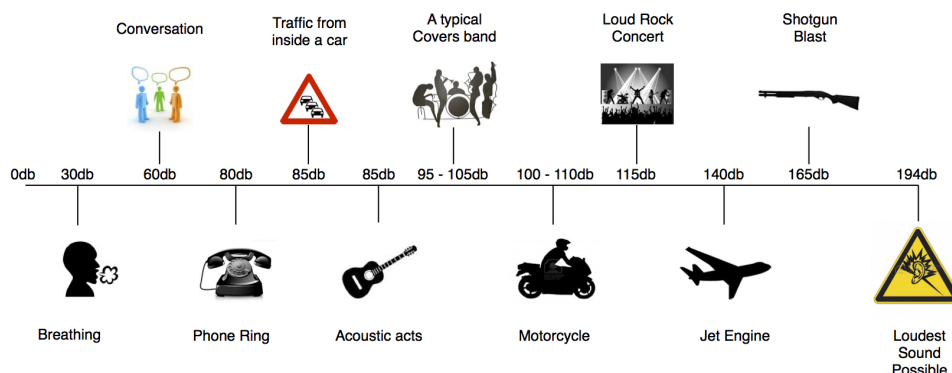 Conversation
Traffic from
inside a car
A typical
Covers band
Loud Rock
Concert
Shotgun
Blast
0db 30db 60db 80db 85db 85db 95 - 105db 100 - 110db 115db 140db 165db 194db
Breathing
Phone Ring
Acoustic acts
Motorcycle
Jet Engine
Loudest
Sound
Possible